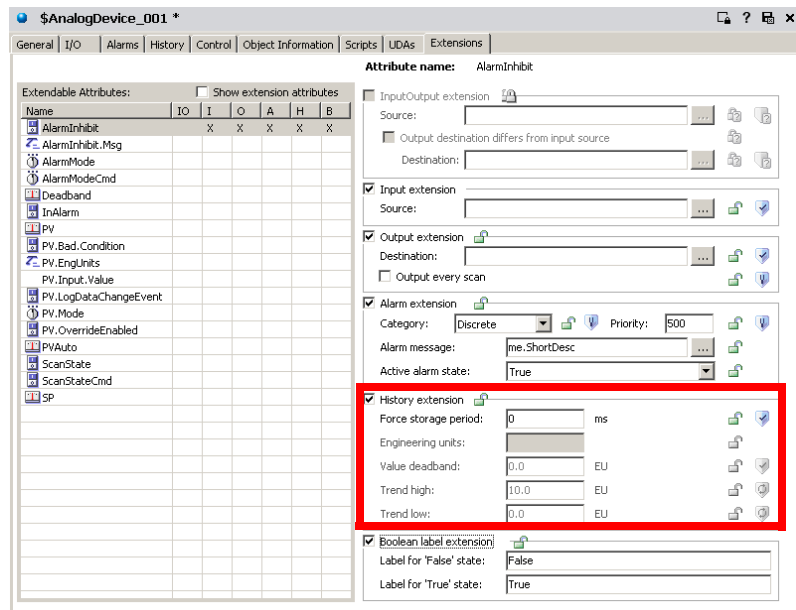 $AnalogDevice_001 *
General I/O Alarms History Control Object Information Scripts UDAs Extensions
Attribute name: AlarmInhibit
Extendable Attributes: Show extension attributes
Name IO I O A H B
AlarmInhibit X X X X X
AlarmInhibit.Msg
AlarmMode
AlarmModeCmd
Deadband
InAlarm
PV
PV.Bad.Condition
PV.EngUnits
PV.Input.Value
PV.LogDataChangeEvent
PV.Mode
PV.OverrideEnabled
PVAuto
ScanState
ScanStateCmd
SP
InputOutput extension
Source: ...
Output destination differs from input source
Destination: ...
Input extension
Source: ...
Output extension
Destination: ...
Output every scan
Alarm extension
Category: Discrete Priority: 500
Alarm message: me.ShortDesc ...
Active alarm state: True
History extension
Force storage period: 0 ms
Engineering units:
Value deadband: 0.0 EU
Trend high: 10.0 EU
Trend low: 0.0 EU
Boolean label extension
Label for 'False' state: False
Label for 'True' state: True